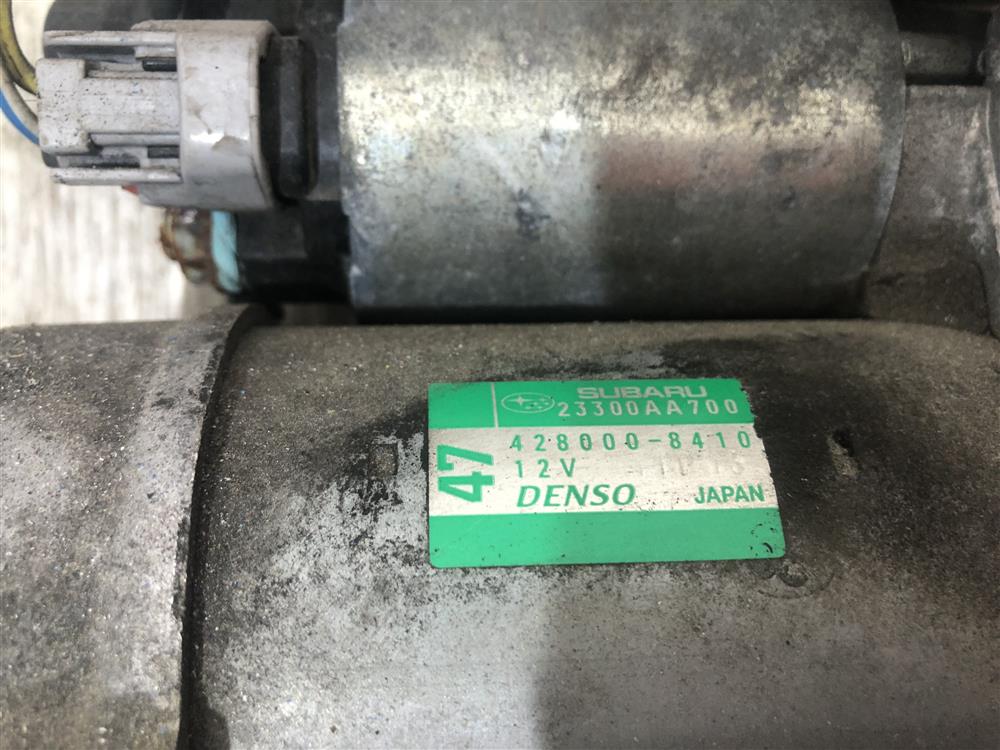 SUBARU
23300AA700
47
428000-8410
12V
DENSO JAPAN